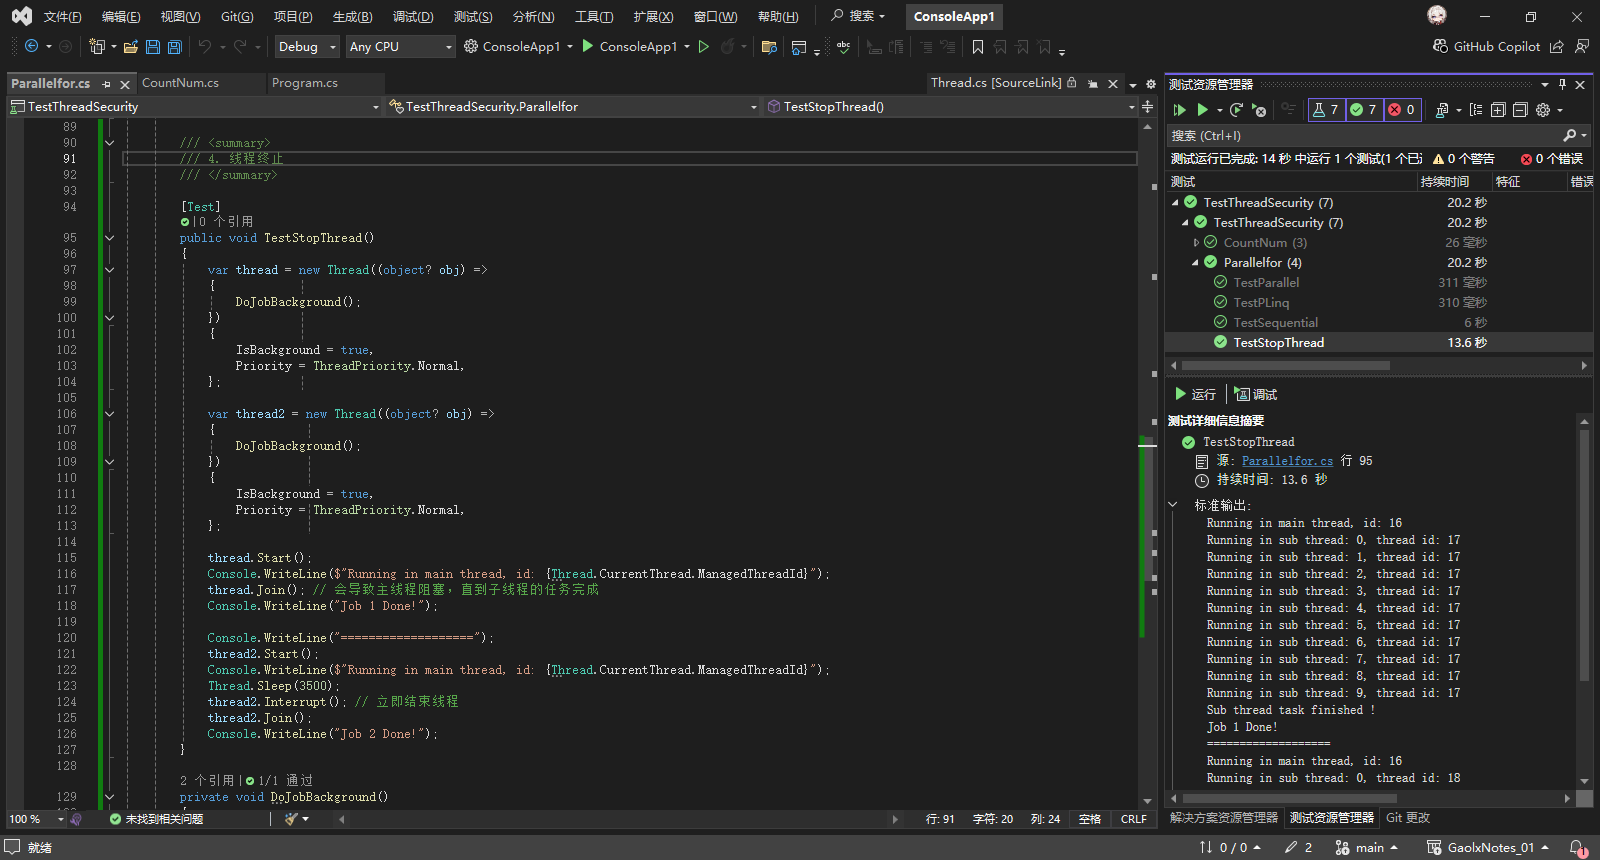 文件(F) 编辑(E) 视图(V) Git(G) 项目(P) 生成(B) 调试(D) 测试(S) 分析(N) 工具(T) 扩展(X) 窗口(W) 帮助(H) 搜索 ConsoleApp1
Debug Any CPU ConsoleApp1 ConsoleApp1 GitHub Copilot
Parallelfor.cs CountNum.cs Program.cs Thread.cs [SourceLink]
TestThreadSecurity TestThreadSecurity.Parallelfor TestStopThread()
89
90 /// <summary>
91 /// 4. 线程终止
92 /// </summary>
93
94 [Test]
|0 个引用
95 public void TestStopThread()
96 {
97 var thread = new Thread((object? obj) =>
98 {
99 DoJobBackground();
100 })
101 {
102 IsBackground = true,
103 Priority = ThreadPriority.Normal,
104 };
105
106 var thread2 = new Thread((object? obj) =>
107 {
108 DoJobBackground();
109 })
110 {
111 IsBackground = true,
112 Priority = ThreadPriority.Normal,
113 };
114
115 thread.Start();
116 Console.WriteLine($"Running in main thread, id: {Thread.CurrentThread.ManagedThreadId}");
117 thread.Join(); // 会导致主线程阻塞，直到子线程的任务完成
118 Console.WriteLine("Job 1 Done!");
119
120 Console.WriteLine("===================");
121 thread2.Start();
122 Console.WriteLine($"Running in main thread, id: {Thread.CurrentThread.ManagedThreadId}");
123 Thread.Sleep(3500);
124 thread2.Interrupt(); // 立即结束线程
125 thread2.Join();
126 Console.WriteLine("Job 2 Done!");
127 }
128
2 个引用|1/1 通过
129 private void DoJobBackground()
100 % 未找到相关问题 行: 91 字符: 20 列: 24 空格 CRLF
测试资源管理器
7 7 0
搜索 (Ctrl+I)
测试运行已完成: 14 秒 中运行 1 个测试(1 个已 0 个警告 0 个错误
测试 持续时间 特征 错误
TestThreadSecurity (7) 20.2 秒
TestThreadSecurity (7) 20.2 秒
CountNum (3) 26 毫秒
Parallelfor (4) 20.2 秒
TestParallel 311 毫秒
TestPLinq 310 毫秒
TestSequential 6 秒
TestStopThread 13.6 秒
运行 调试
测试详细信息摘要
TestStopThread
源: Parallelfor.cs 行 95
持续时间: 13.6 秒
标准输出:
Running in main thread, id: 16
Running in sub thread: 0, thread id: 17
Running in sub thread: 1, thread id: 17
Running in sub thread: 2, thread id: 17
Running in sub thread: 3, thread id: 17
Running in sub thread: 4, thread id: 17
Running in sub thread: 5, thread id: 17
Running in sub thread: 6, thread id: 17
Running in sub thread: 7, thread id: 17
Running in sub thread: 8, thread id: 17
Running in sub thread: 9, thread id: 17
Sub thread task finished !
Job 1 Done!
===================
Running in main thread, id: 16
Running in sub thread: 0, thread id: 18
解决方案资源管理器 测试资源管理器 Git 更改
就绪 0 / 0 2 main GaolxNotes_01 1